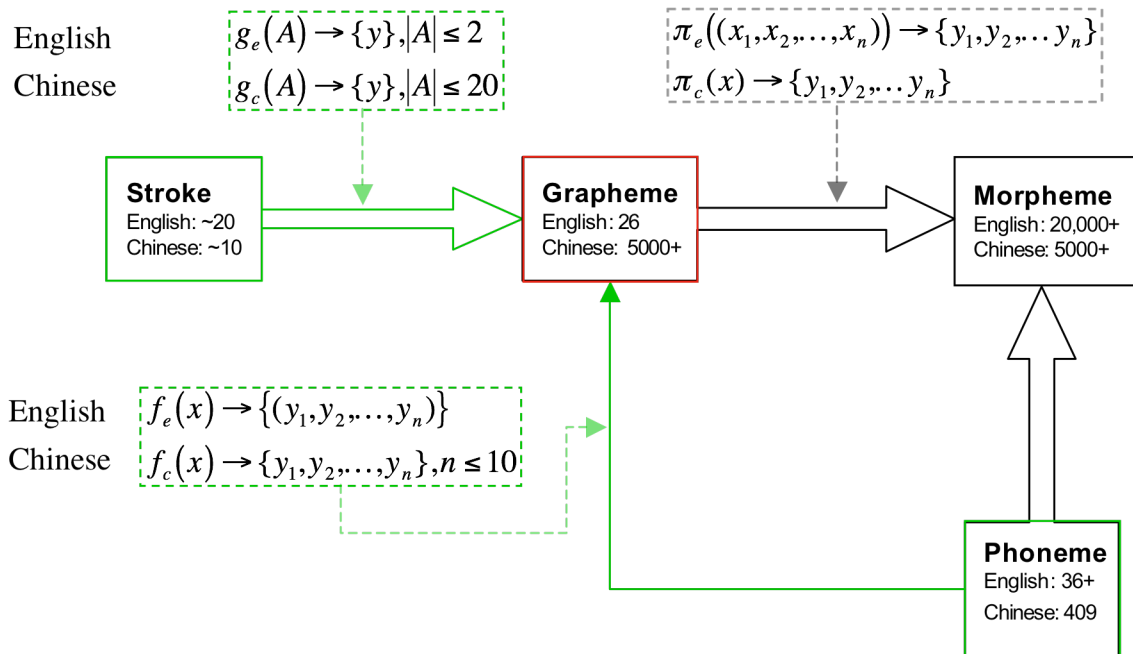 English
g_e(A) → {y},|A| ≤ 2
Chinese
g_c(A) → {y},|A| ≤ 20
π_e((x_1,x_2,...,x_n)) → {y_1,y_2,...y_n}
π_c(x) → {y_1,y_2,...y_n}
Stroke
English: ~20
Chinese: ~10
Grapheme
English: 26
Chinese: 5000+
Morpheme
English: 20,000+
Chinese: 5000+
English
f_e(x) → {(y_1,y_2,...,y_n)}
Chinese
f_c(x) → {y_1,y_2,...,y_n},n ≤ 10
Phoneme
English: 36+
Chinese: 409